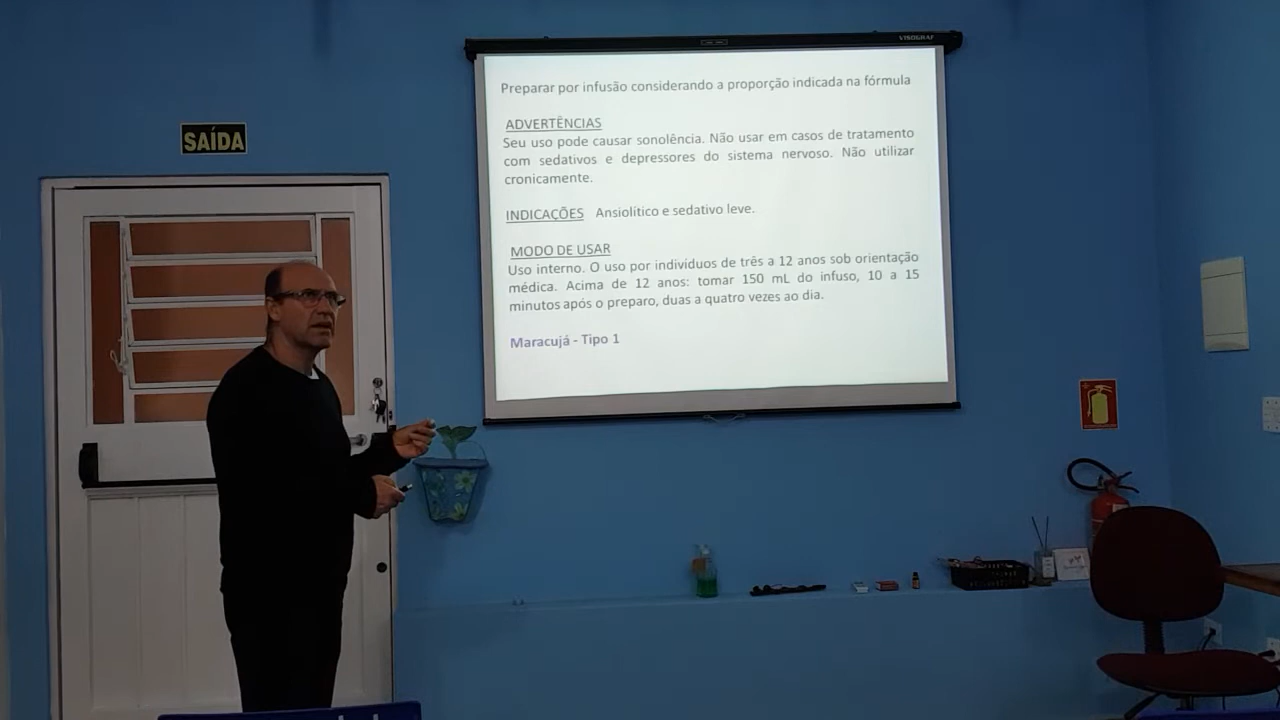 VISOGRAF
SAÍDA
Preparar por infusão considerando a proporção indicada na fórmula
ADVERTÊNCIAS
Seu uso pode causar sonolência. Não usar em casos de tratamento
com sedativos e depressores do sistema nervoso. Não utilizar
cronicamente.
INDICAÇÕES Ansiolítico e sedativo leve.
MODO DE USAR
Uso interno. O uso por indivíduos de três a 12 anos sob orientação
médica. Acima de 12 anos: tomar 150 mL do infuso, 10 a 15
minutos após o preparo, duas a quatro vezes ao dia.
Maracujá - Tipo 1